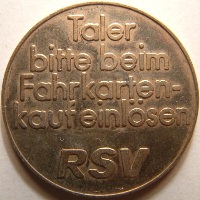 Taler
bitte beim
Fahrkarten-
kauf einlösen
RSV